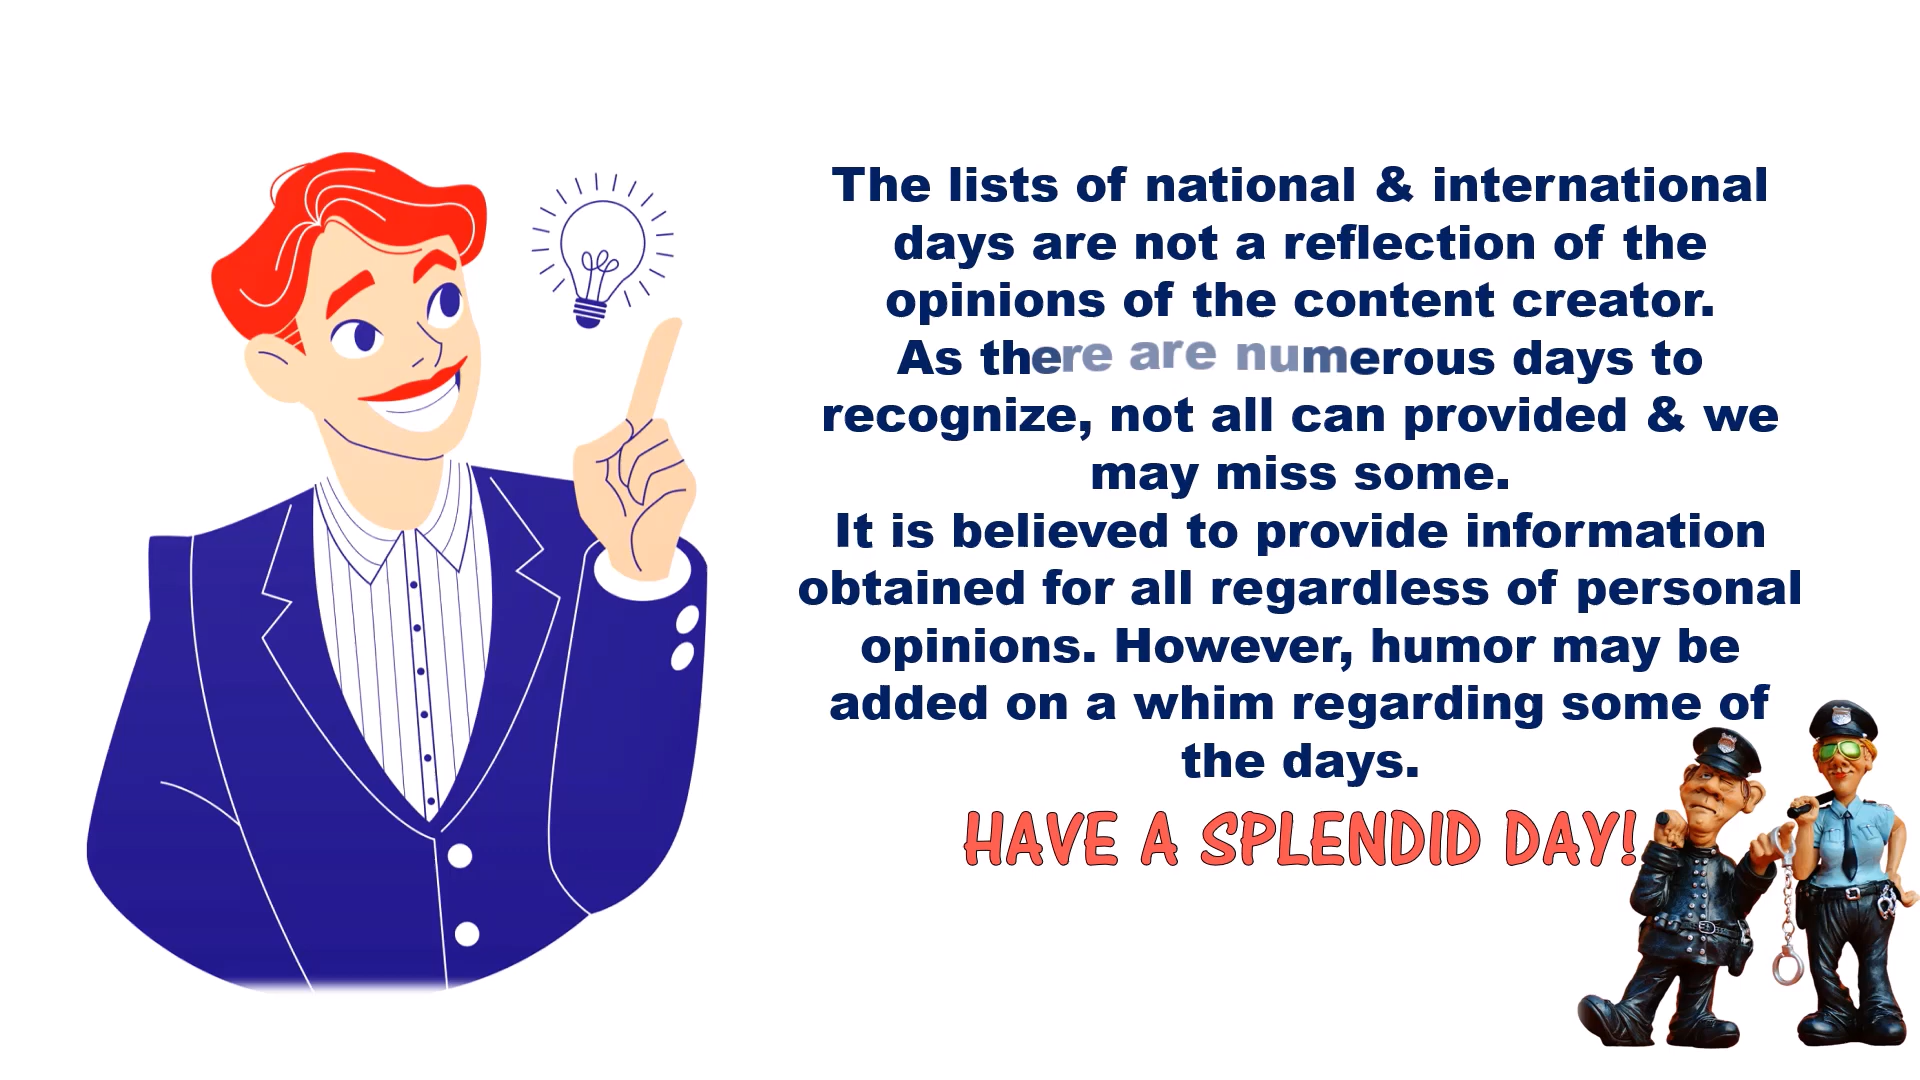 The lists of national & international
days are not a reflection of the
opinions of the content creator.
As there are numerous days to
recognize, not all can provided & we
may miss some.
It is believed to provide information
obtained for all regardless of personal
opinions. However, humor may be
added on a whim regarding some of
the days.
HAVE A SPLENDID DAY!